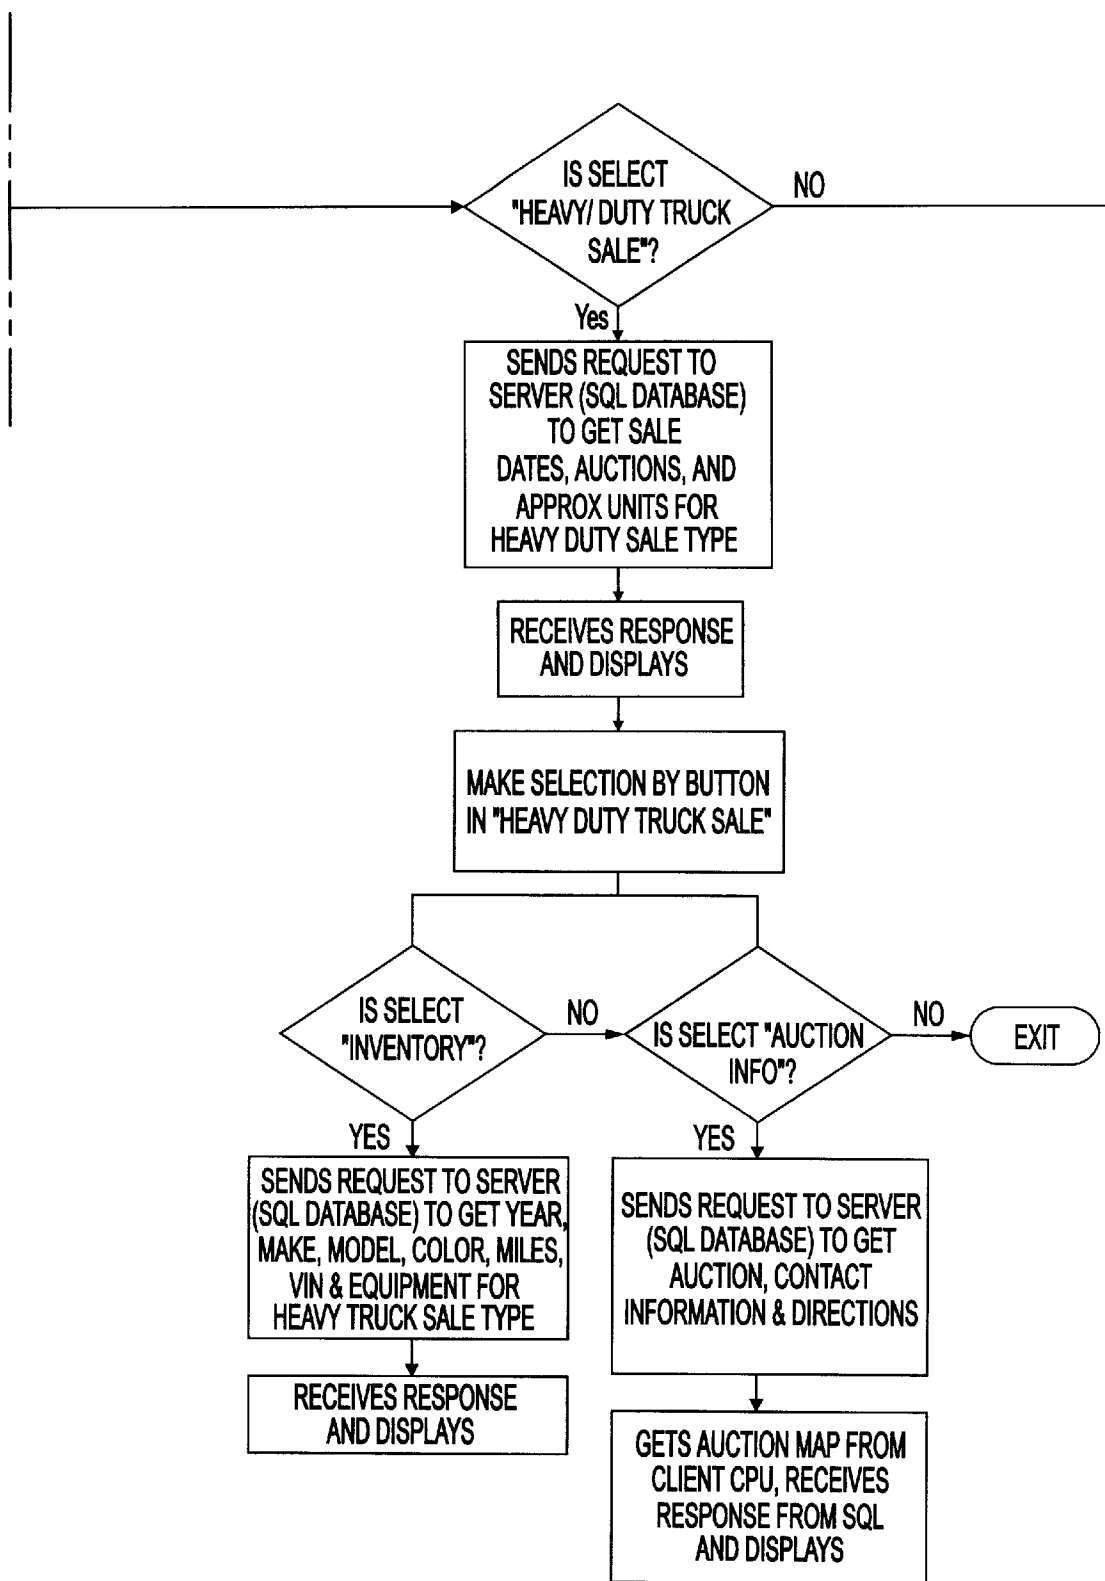 IS SELECT
"HEAVY/ DUTY TRUCK
SALE"?
NO
Yes
SENDS REQUEST TO
SERVER (SQL DATABASE)
TO GET SALE
DATES, AUCTIONS, AND
APPROX UNITS FOR
HEAVY DUTY SALE TYPE
RECEIVES RESPONSE
AND DISPLAYS
MAKE SELECTION BY BUTTON
IN "HEAVY DUTY TRUCK SALE"
IS SELECT
"INVENTORY"?
NO
IS SELECT "AUCTION
INFO"?
NO
EXIT
YES
SENDS REQUEST TO SERVER
(SQL DATABASE) TO GET YEAR,
MAKE, MODEL, COLOR, MILES,
VIN & EQUIPMENT FOR
HEAVY TRUCK SALE TYPE
RECEIVES RESPONSE
AND DISPLAYS
YES
SENDS REQUEST TO SERVER
(SQL DATABASE) TO GET
AUCTION, CONTACT
INFORMATION & DIRECTIONS
GETS AUCTION MAP FROM
CLIENT CPU, RECEIVES
RESPONSE FROM SQL
AND DISPLAYS